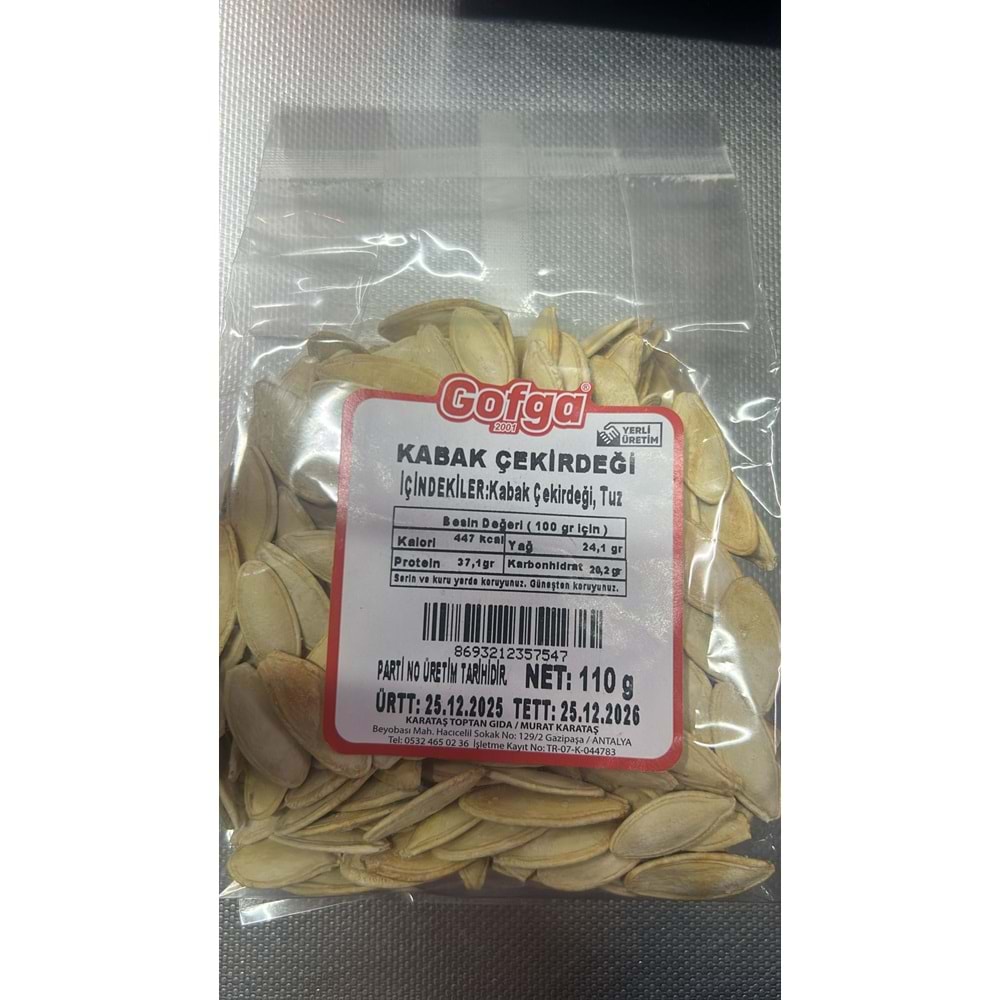 Gofga®
2001
YERLİ
ÜRETİM
KABAK ÇEKİRDEĞİ
İÇİNDEKİLER:Kabak Çekirdeği, Tuz
Besin Değeri ( 100 gr için )
Kalori 447 kcal Yağ 24,1 gr
Protein 37,1gr Karbonhidrat 20,2 gr
Serin ve kuru yerde koruyunuz. Güneşten koruyunuz.
8693212357547
PARTİ NO ÜRETİM TARİHİDİR. NET: 110 g
ÜRTT: 25.12.2025 TETT: 25.12.2026
KARATAŞ TOPTAN GIDA / MURAT KARATAŞ
Beyobası Mah. Hacıcelil Sokak No: 129/2 Gazipaşa / ANTALYA
Tel: 0532 465 02 36 İşletme Kayıt No: TR-07-K-044783